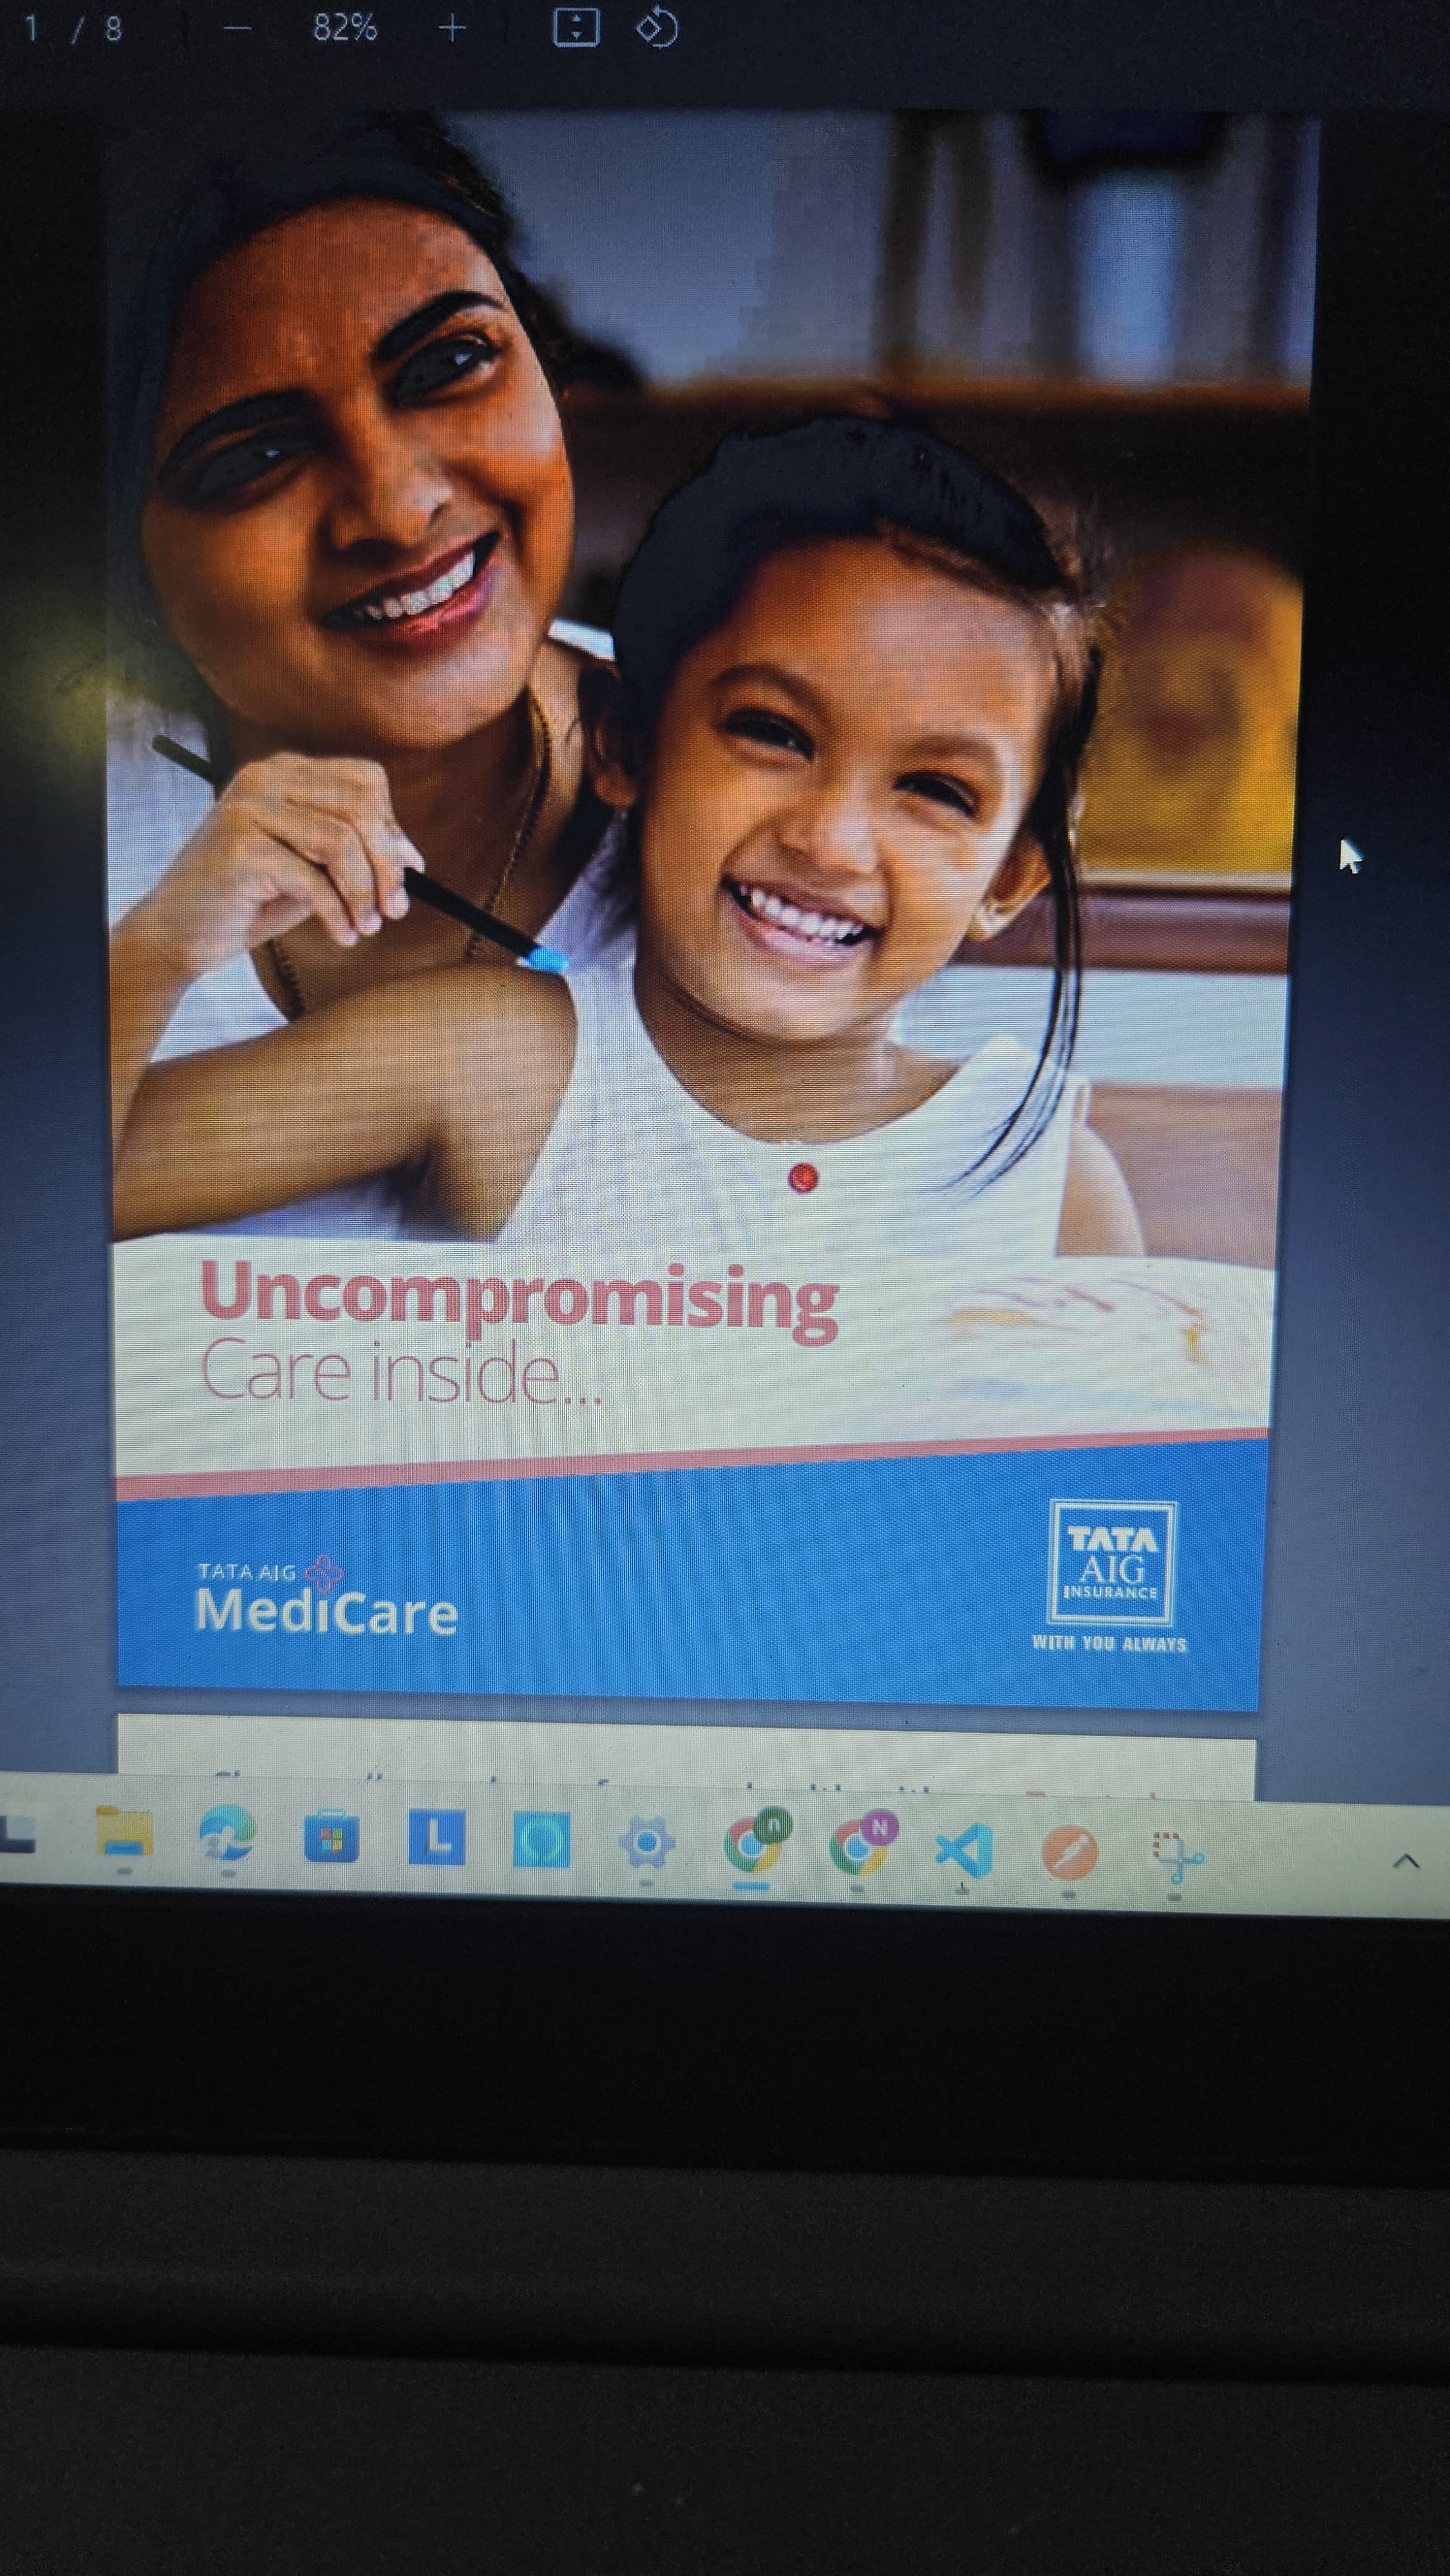 1 / 8
82%
Uncompromising
Care inside...
TATA AIG
MediCare
TATA
AIG
INSURANCE
WITH YOU ALWAYS
L
n
N